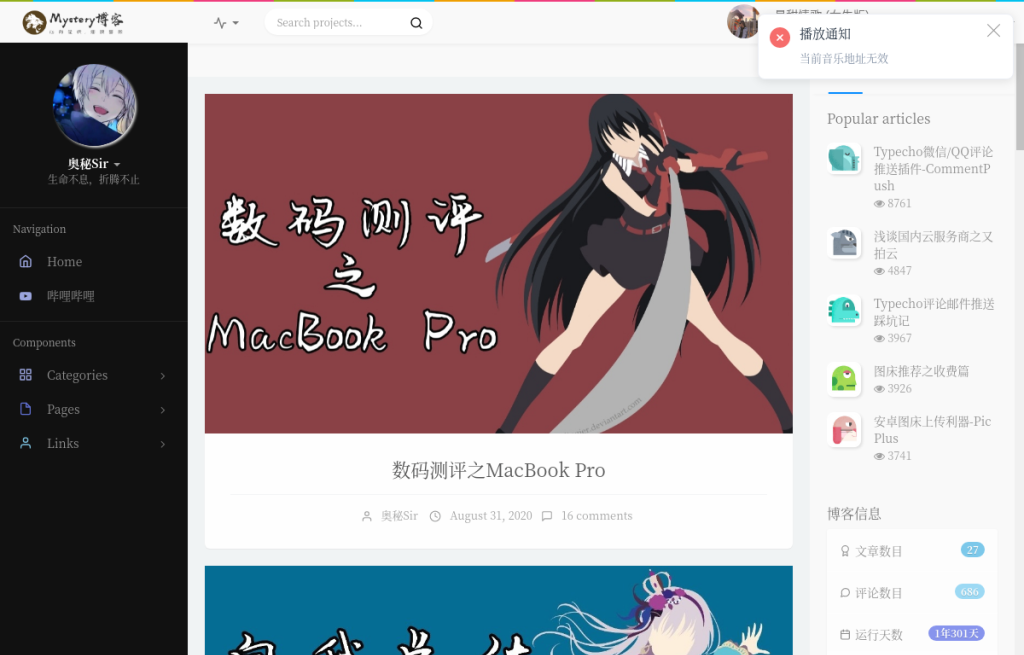 Mystery博客
Search projects...
播放通知
当前音乐地址无效
奥秘Sir
生命不息，折腾不止
Navigation
Home
哔哩哔哩
Components
Categories
Pages
Links
数码测评
之
MacBook Pro
数码测评之MacBook Pro
奥秘Sir
August 31, 2020
16 comments
Popular articles
Typecho微信/QQ评论
推送插件-CommentP
ush
8761
浅谈国内云服务商之又
拍云
4847
Typecho评论邮件推送
踩坑记
3967
图床推荐之收费篇
3926
安卓图床上传利器-Pic
Plus
3741
博客信息
文章数目
27
评论数目
686
运行天数
1年301天